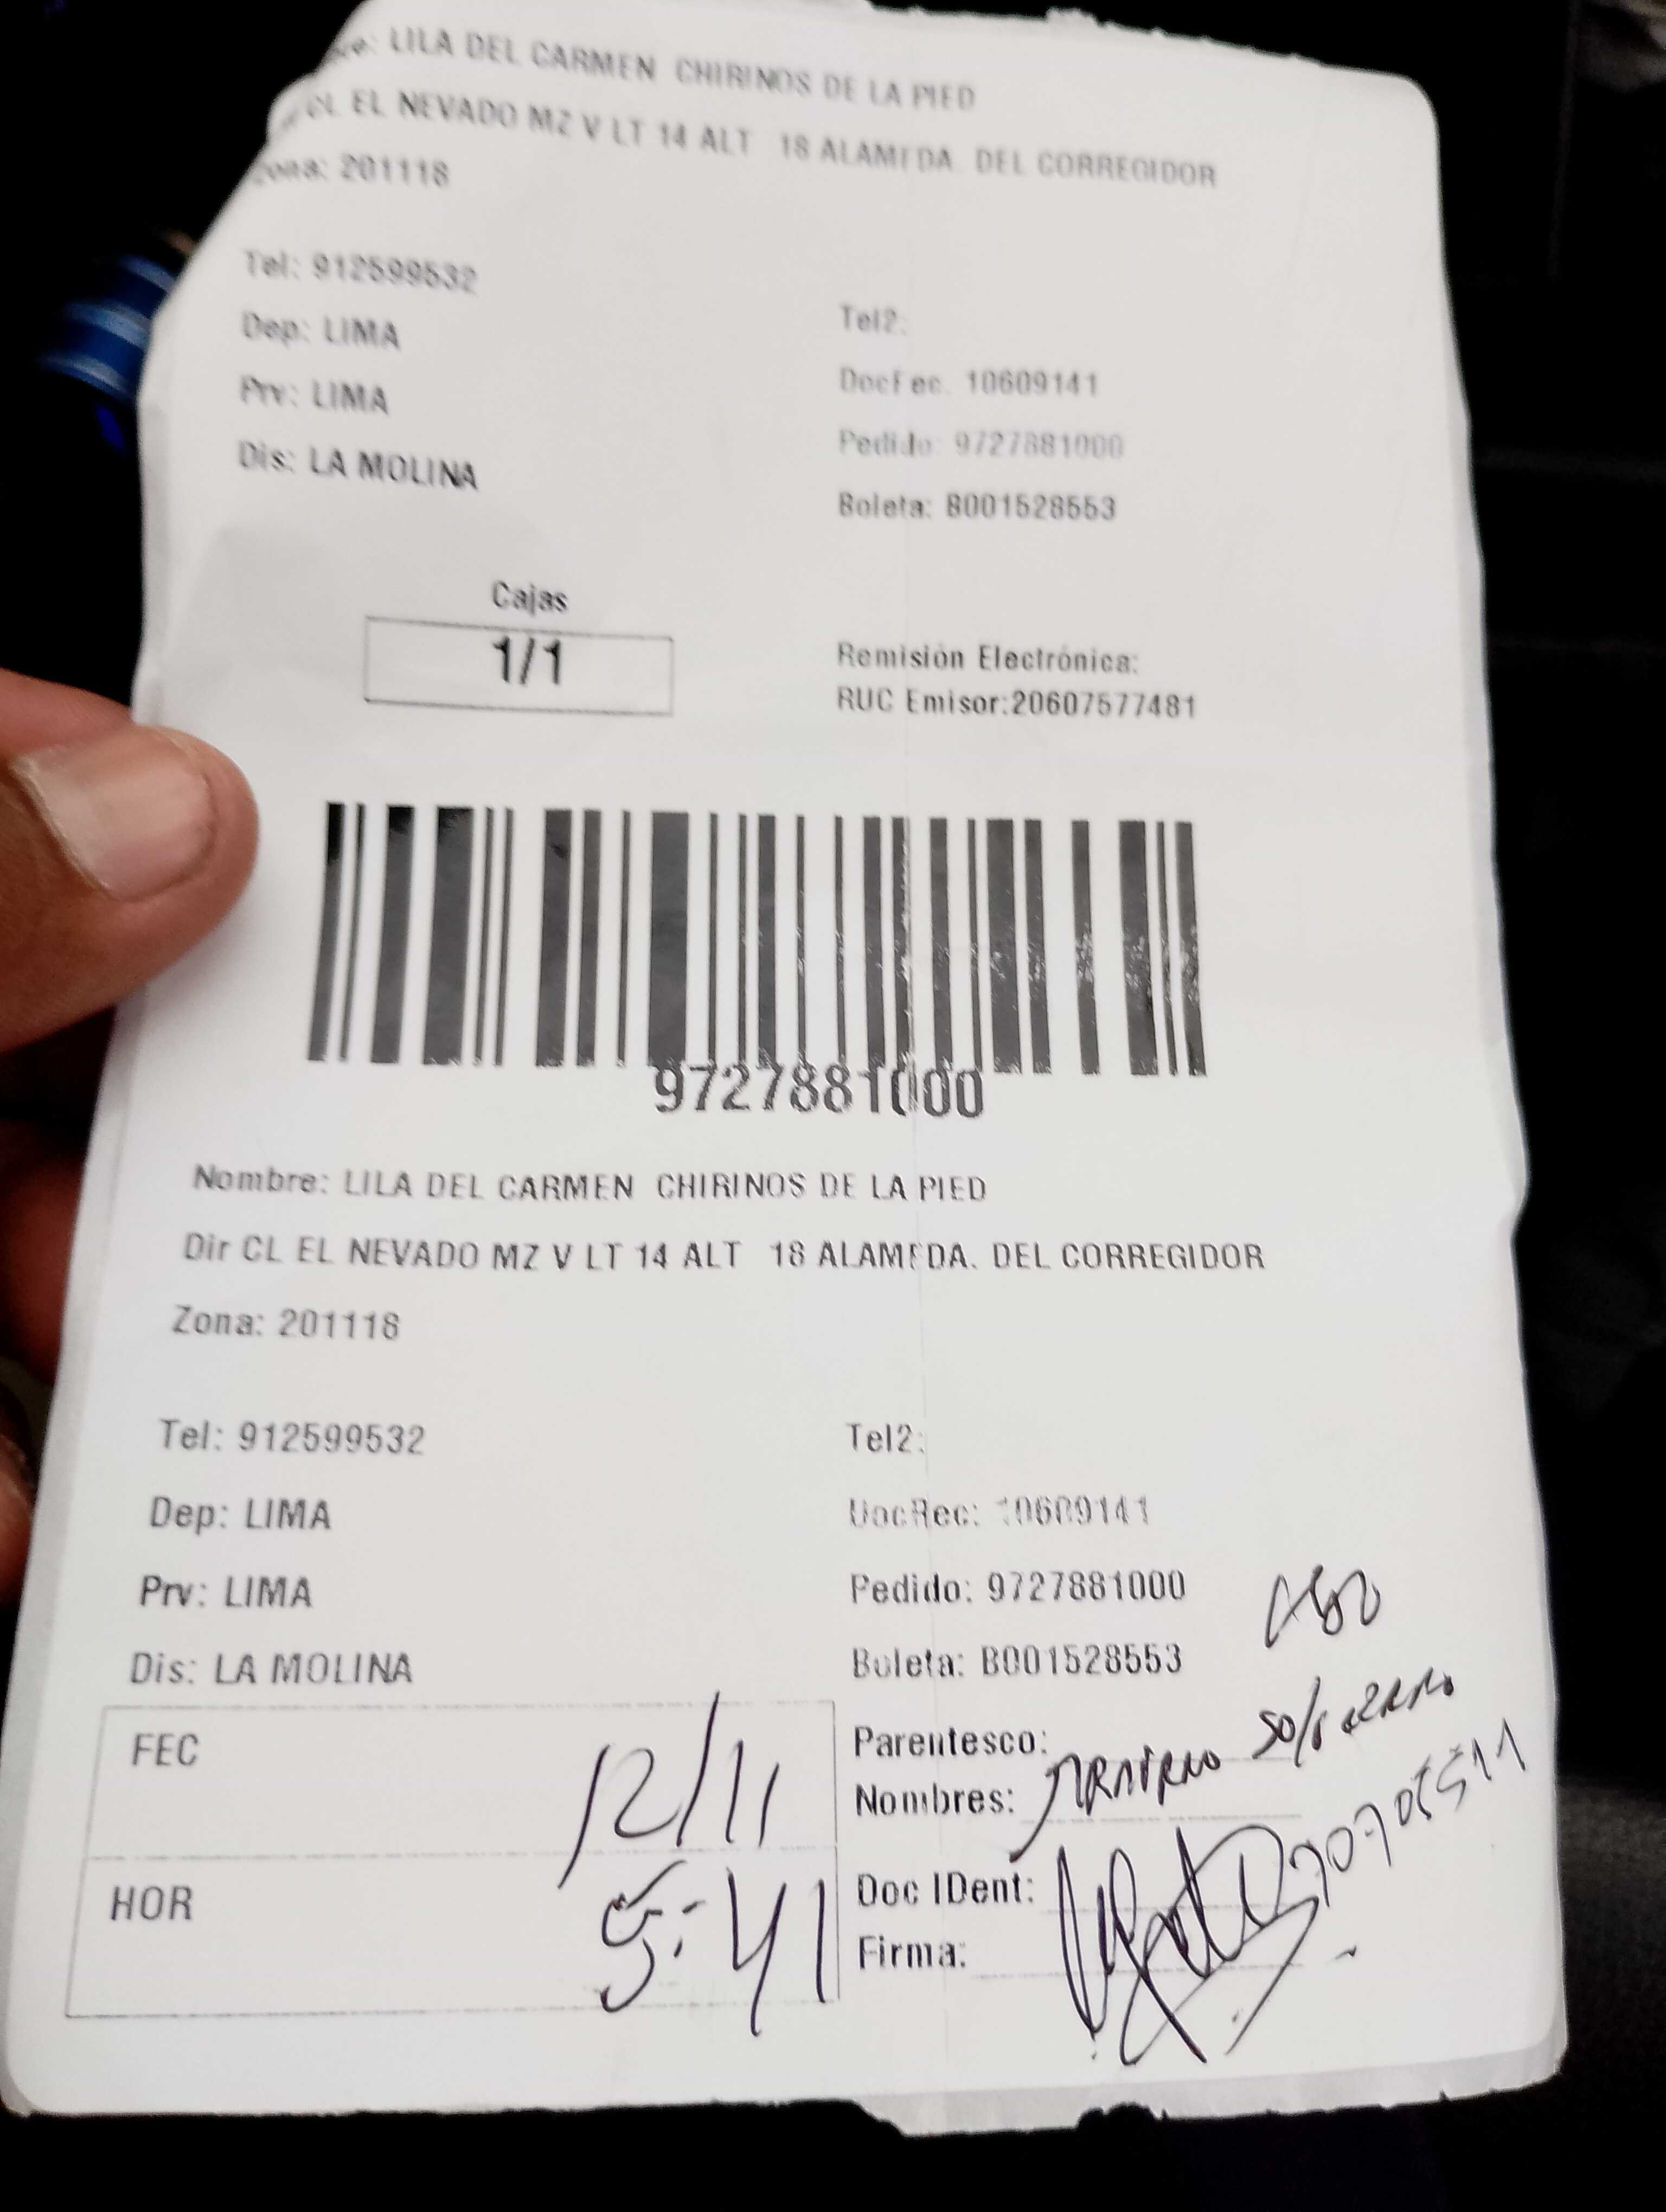 LILA DEL CARMEN CHIRINOS DE LA PIED
CL EL NEVADO MZ V LT 14 ALT 18 ALAMEDA. DEL CORREGIDOR
Zona: 201118
Tel: 912599532
Tel2:
Dep: LIMA
DocRec. 10609141
Prv: LIMA
Pedido: 9727881000
Dis: LA MOLINA
Boleta: B001528553
Cajas
1/1
Remisión Electrónica:
RUC Emisor:20607577481
9727881000
Nombre: LILA DEL CARMEN CHIRINOS DE LA PIED
Dir CL EL NEVADO MZ V LT 14 ALT 18 ALAMEDA. DEL CORREGIDOR
Zona: 201118
Tel: 912599532
Tel2:
Dep: LIMA
DocRec: 10609141
Prv: LIMA
Pedido: 9727881000
Dis: LA MOLINA
Boleta: B001528553
FEC 12/11
HOR 5:41
Parentesco:
Nombres:
Doc IDent:
Firma: